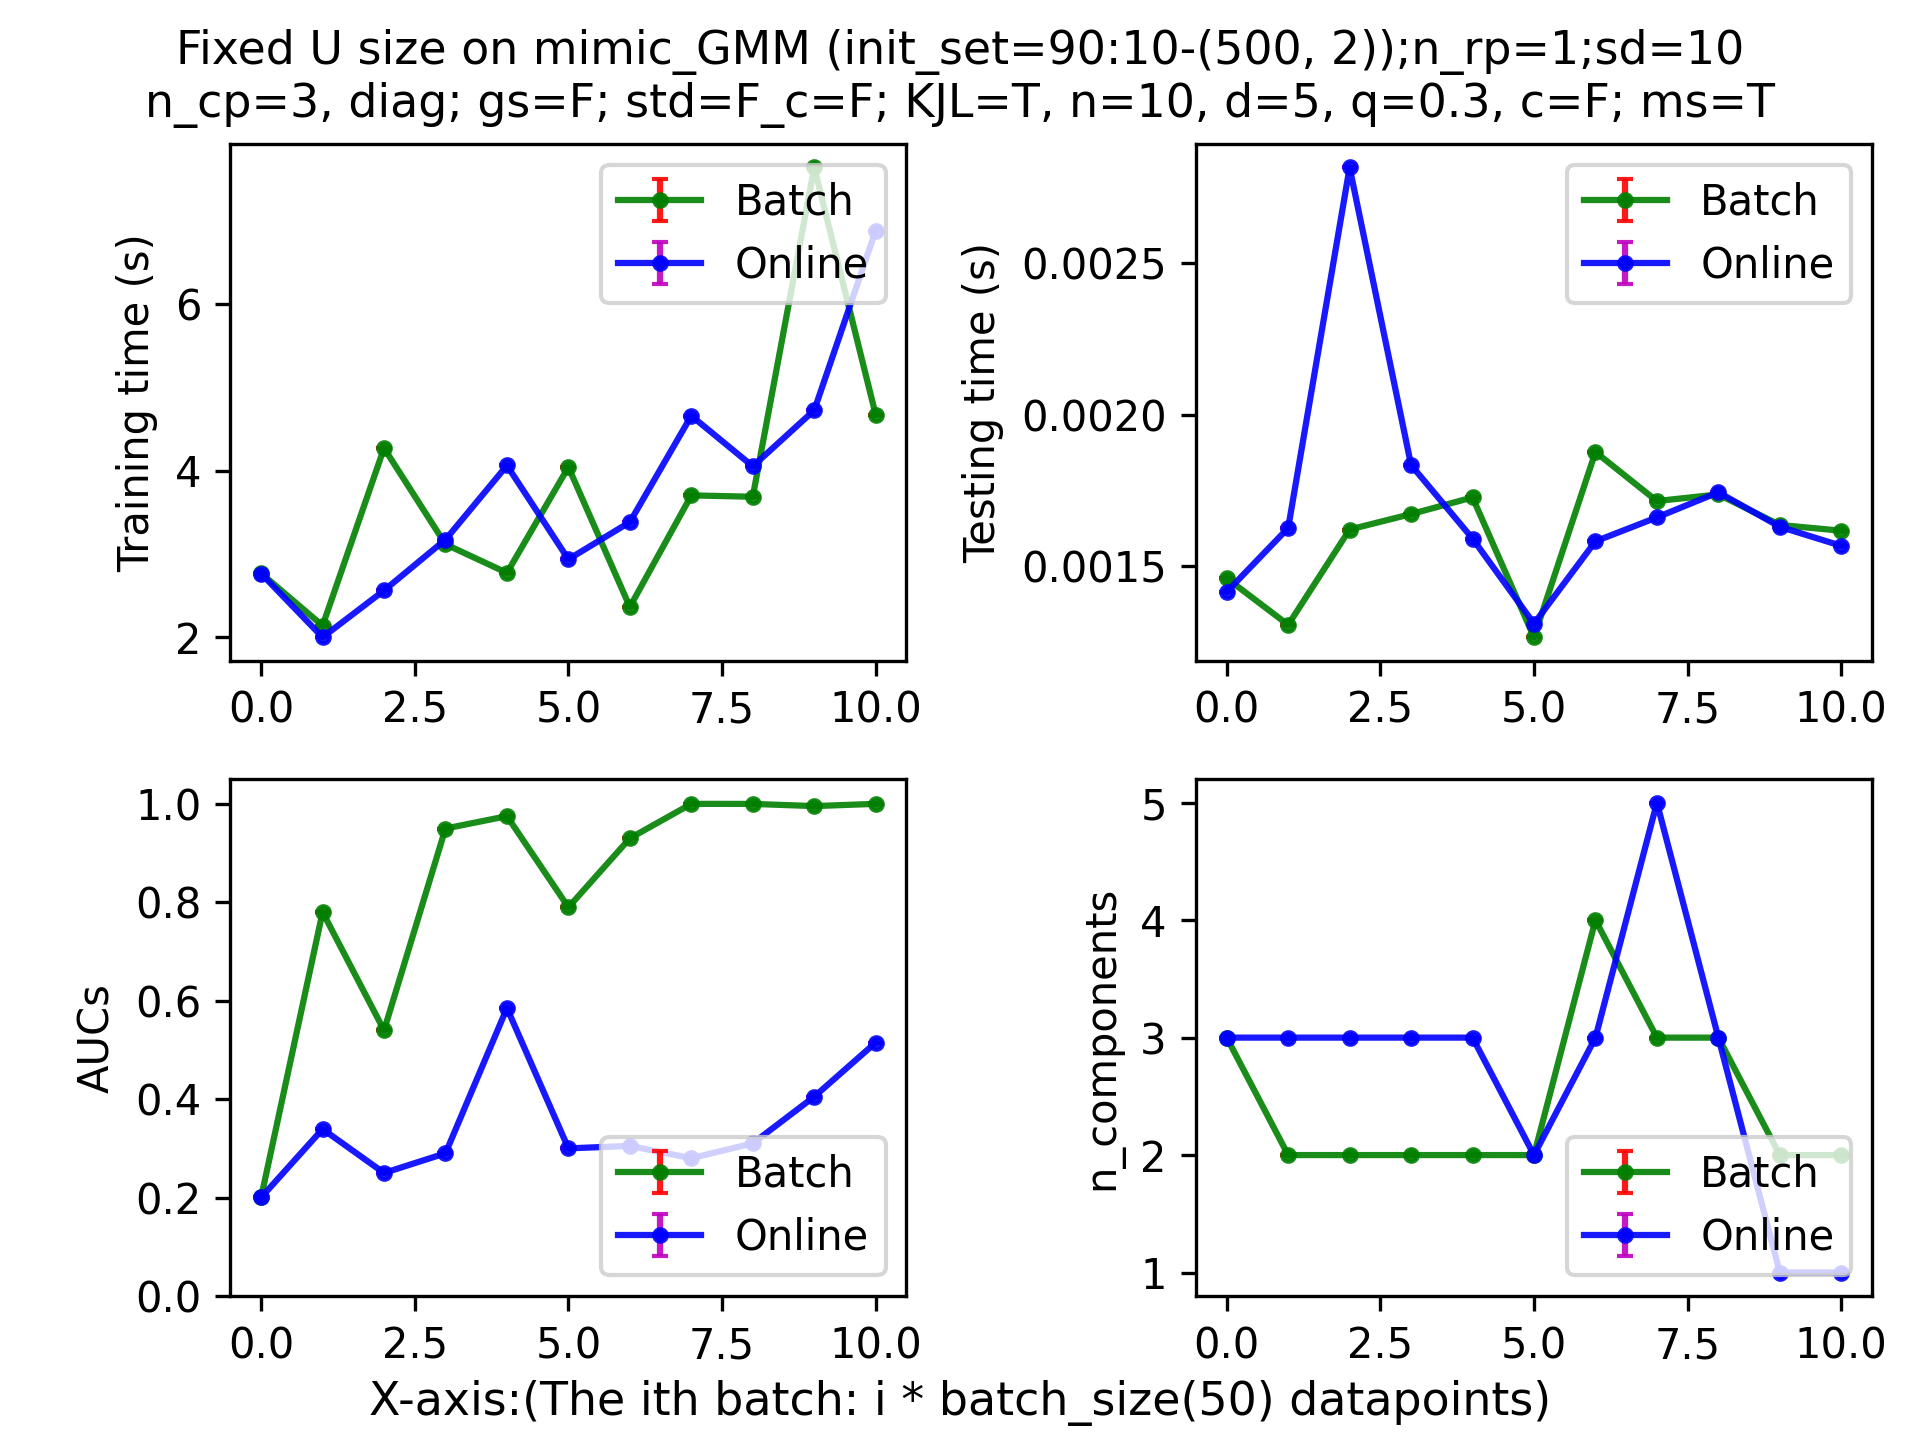 Fixed U size on mimic_GMM (init_set=90:10-(500, 2));n_rp=1;sd=10
n_cp=3, diag; gs=F; std=F_c=F; KJL=T, n=10, d=5, q=0.3, c=F; ms=T
Training time (s)
6
4
2
0.0 2.5 5.0 7.5 10.0
Batch
Online
Testing time (s)
0.0025
0.0020
0.0015
0.0 2.5 5.0 7.5 10.0
Batch
Online
AUCs
1.0
0.8
0.6
0.4
0.2
0.0
0.0 2.5 5.0 7.5 10.0
Batch
Online
n_components
5
4
3
2
1
0.0 2.5 5.0 7.5 10.0
Batch
Online
X-axis:(The ith batch: i * batch_size(50) datapoints)